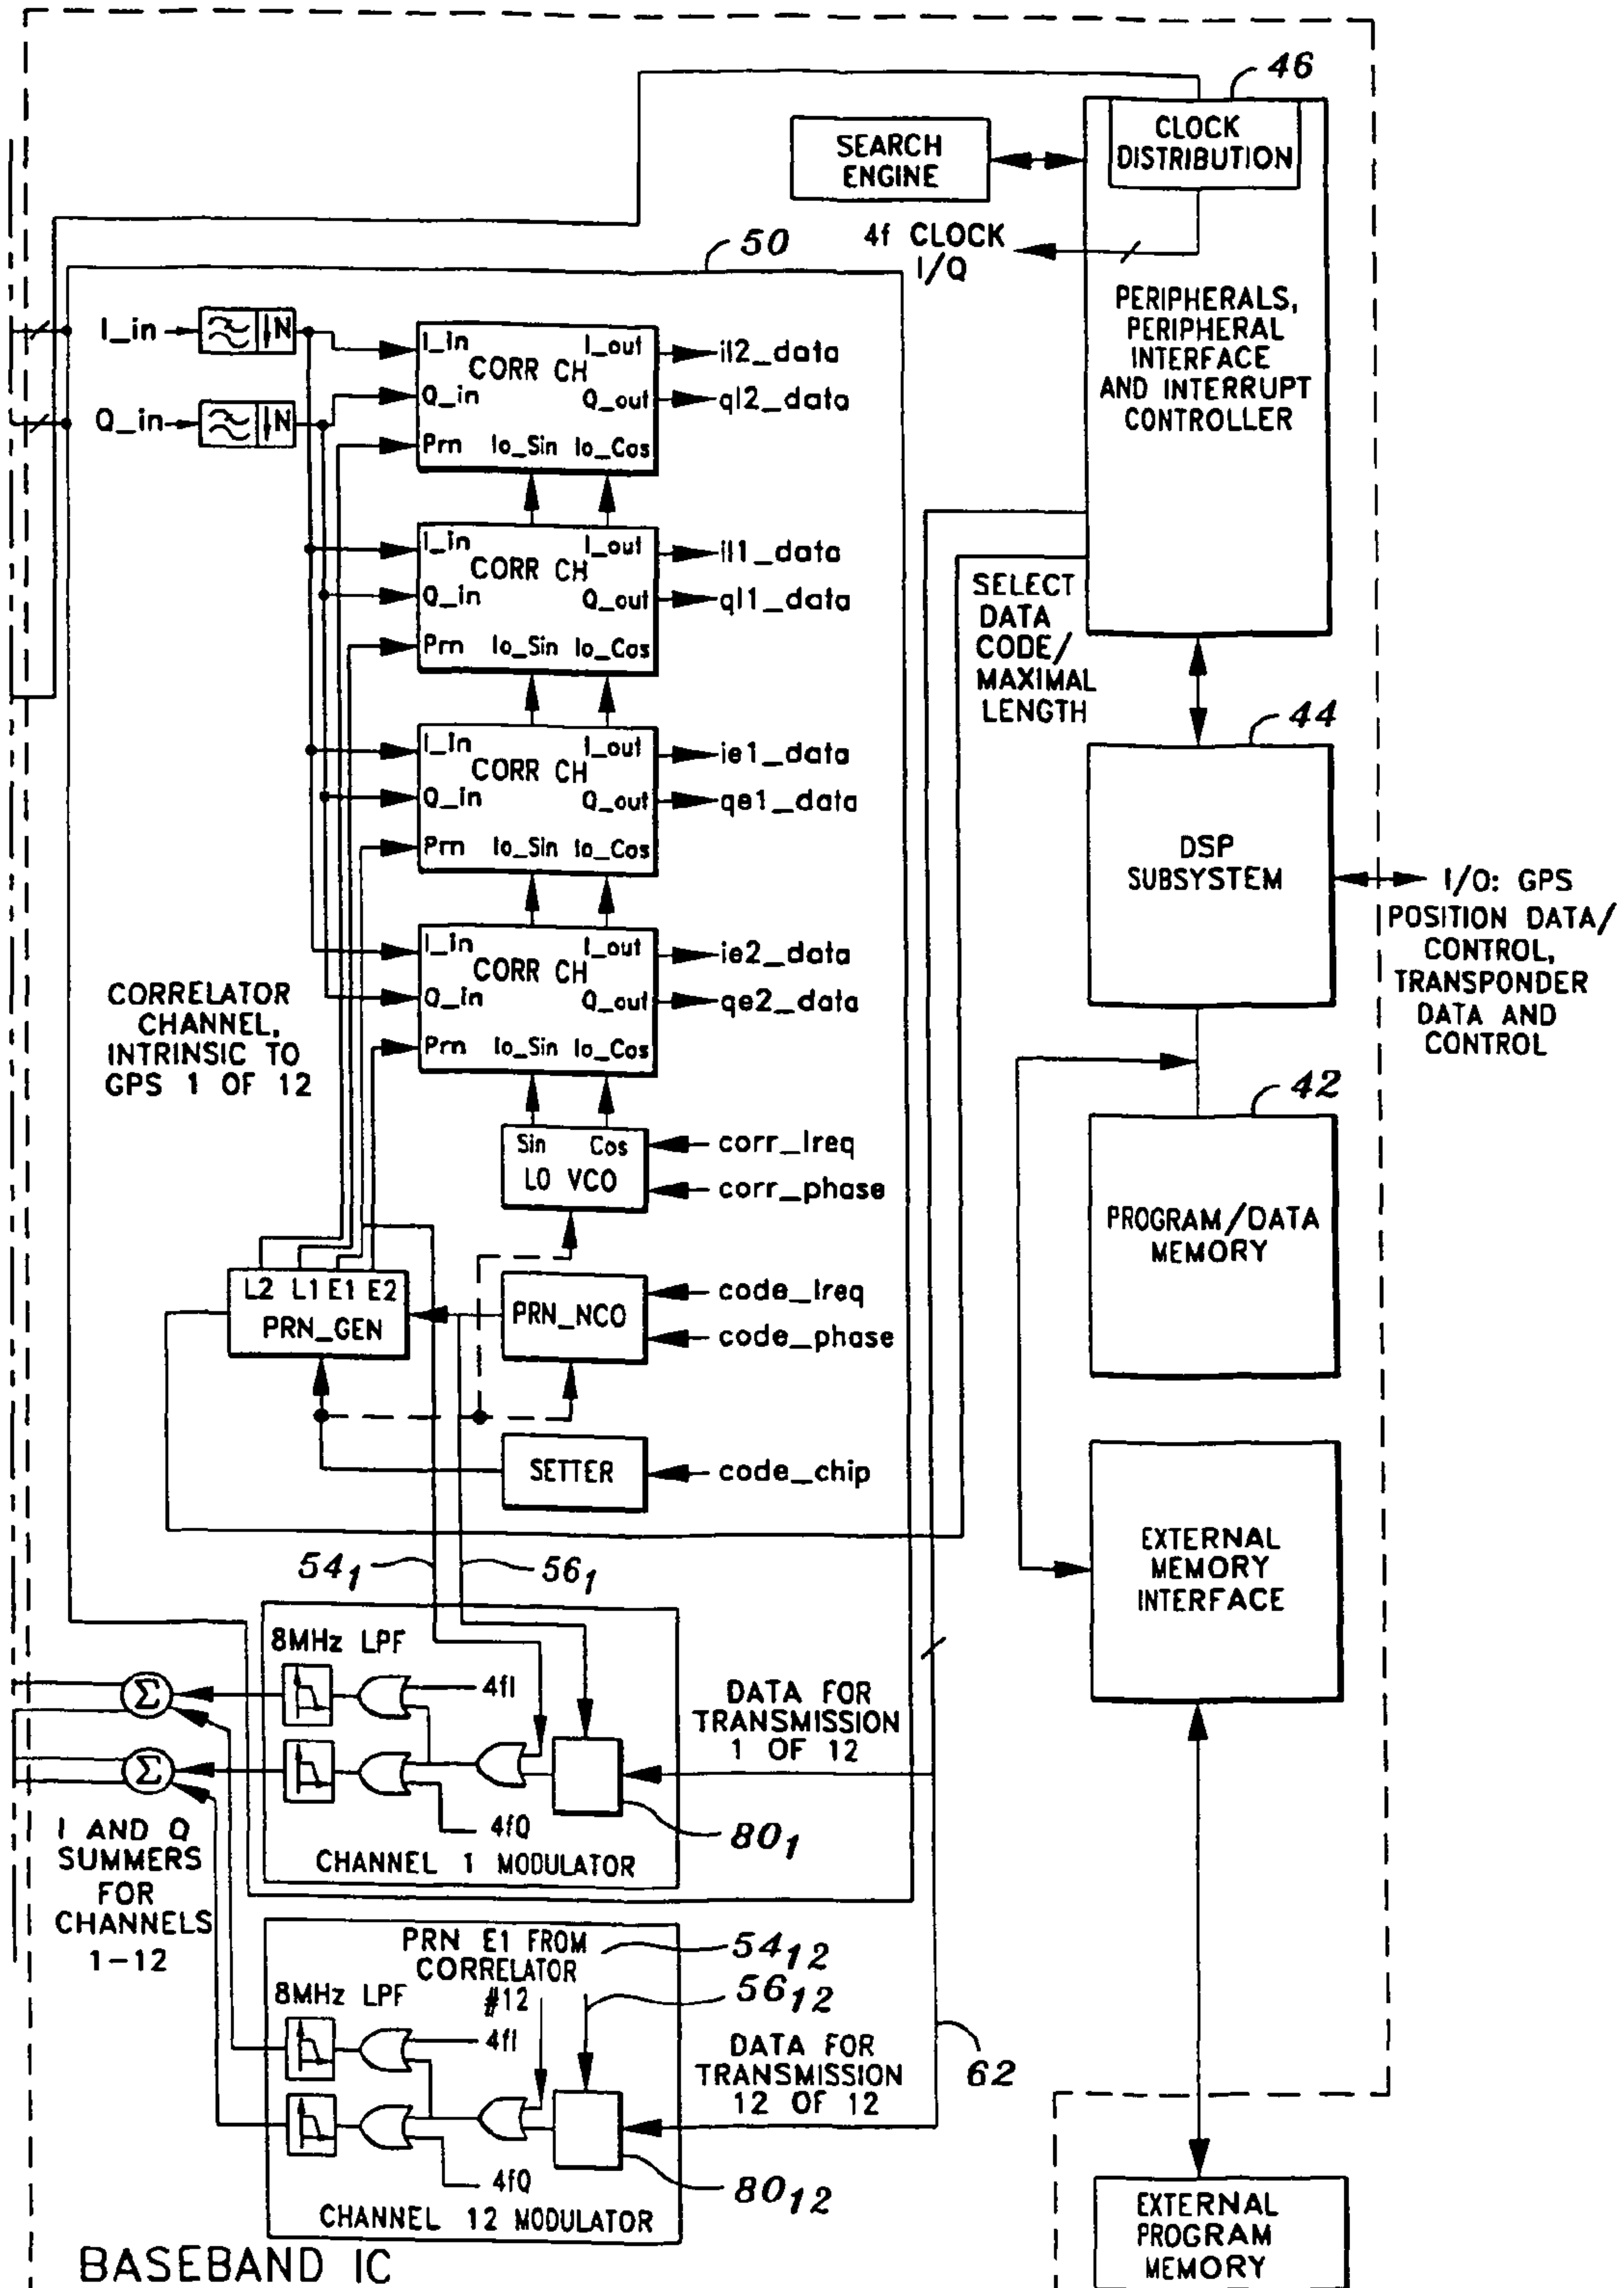 46
CLOCK
DISTRIBUTION
SEARCH
ENGINE
4f CLOCK
I/Q
50
PERIPHERALS,
PERIPHERAL
INTERFACE
AND INTERRUPT
CONTROLLER
I_in
↓N
Q_in
↓N
I_in I_out
CORR CH
Q_in Q_out
Prn lo_Sin lo_Cos
il2_data
ql2_data
I_in I_out
CORR CH
Q_in Q_out
Prn lo_Sin lo_Cos
il1_data
ql1_data
SELECT
DATA
CODE/
MAXIMAL
LENGTH
I_in I_out
CORR CH
Q_in Q_out
Prn lo_Sin lo_Cos
ie1_data
qe1_data
44
DSP
SUBSYSTEM
I/O: GPS
POSITION DATA/
CONTROL,
TRANSPONDER
DATA AND
CONTROL
I_in I_out
CORR CH
Q_in Q_out
Prn lo_Sin lo_Cos
ie2_data
qe2_data
CORRELATOR
CHANNEL,
INTRINSIC TO
GPS 1 OF 12
42
PROGRAM/DATA
MEMORY
Sin Cos
LO VCO
corr_lreq
corr_phase
L2 L1 E1 E2
PRN_GEN
PRN_NCO
code_lreq
code_phase
SETTER
code_chip
EXTERNAL
MEMORY
INTERFACE
54₁
56₁
8MHz LPF
4fI
4fQ
Σ
Σ
DATA FOR
TRANSMISSION
1 OF 12
80₁
CHANNEL 1 MODULATOR
I AND Q
SUMMERS
FOR
CHANNELS
1-12
PRN E1 FROM
CORRELATOR
#12
54₁₂
56₁₂
8MHz LPF
4fI
4fQ
DATA FOR
TRANSMISSION
12 OF 12
62
80₁₂
CHANNEL 12 MODULATOR
BASEBAND IC
EXTERNAL
PROGRAM
MEMORY